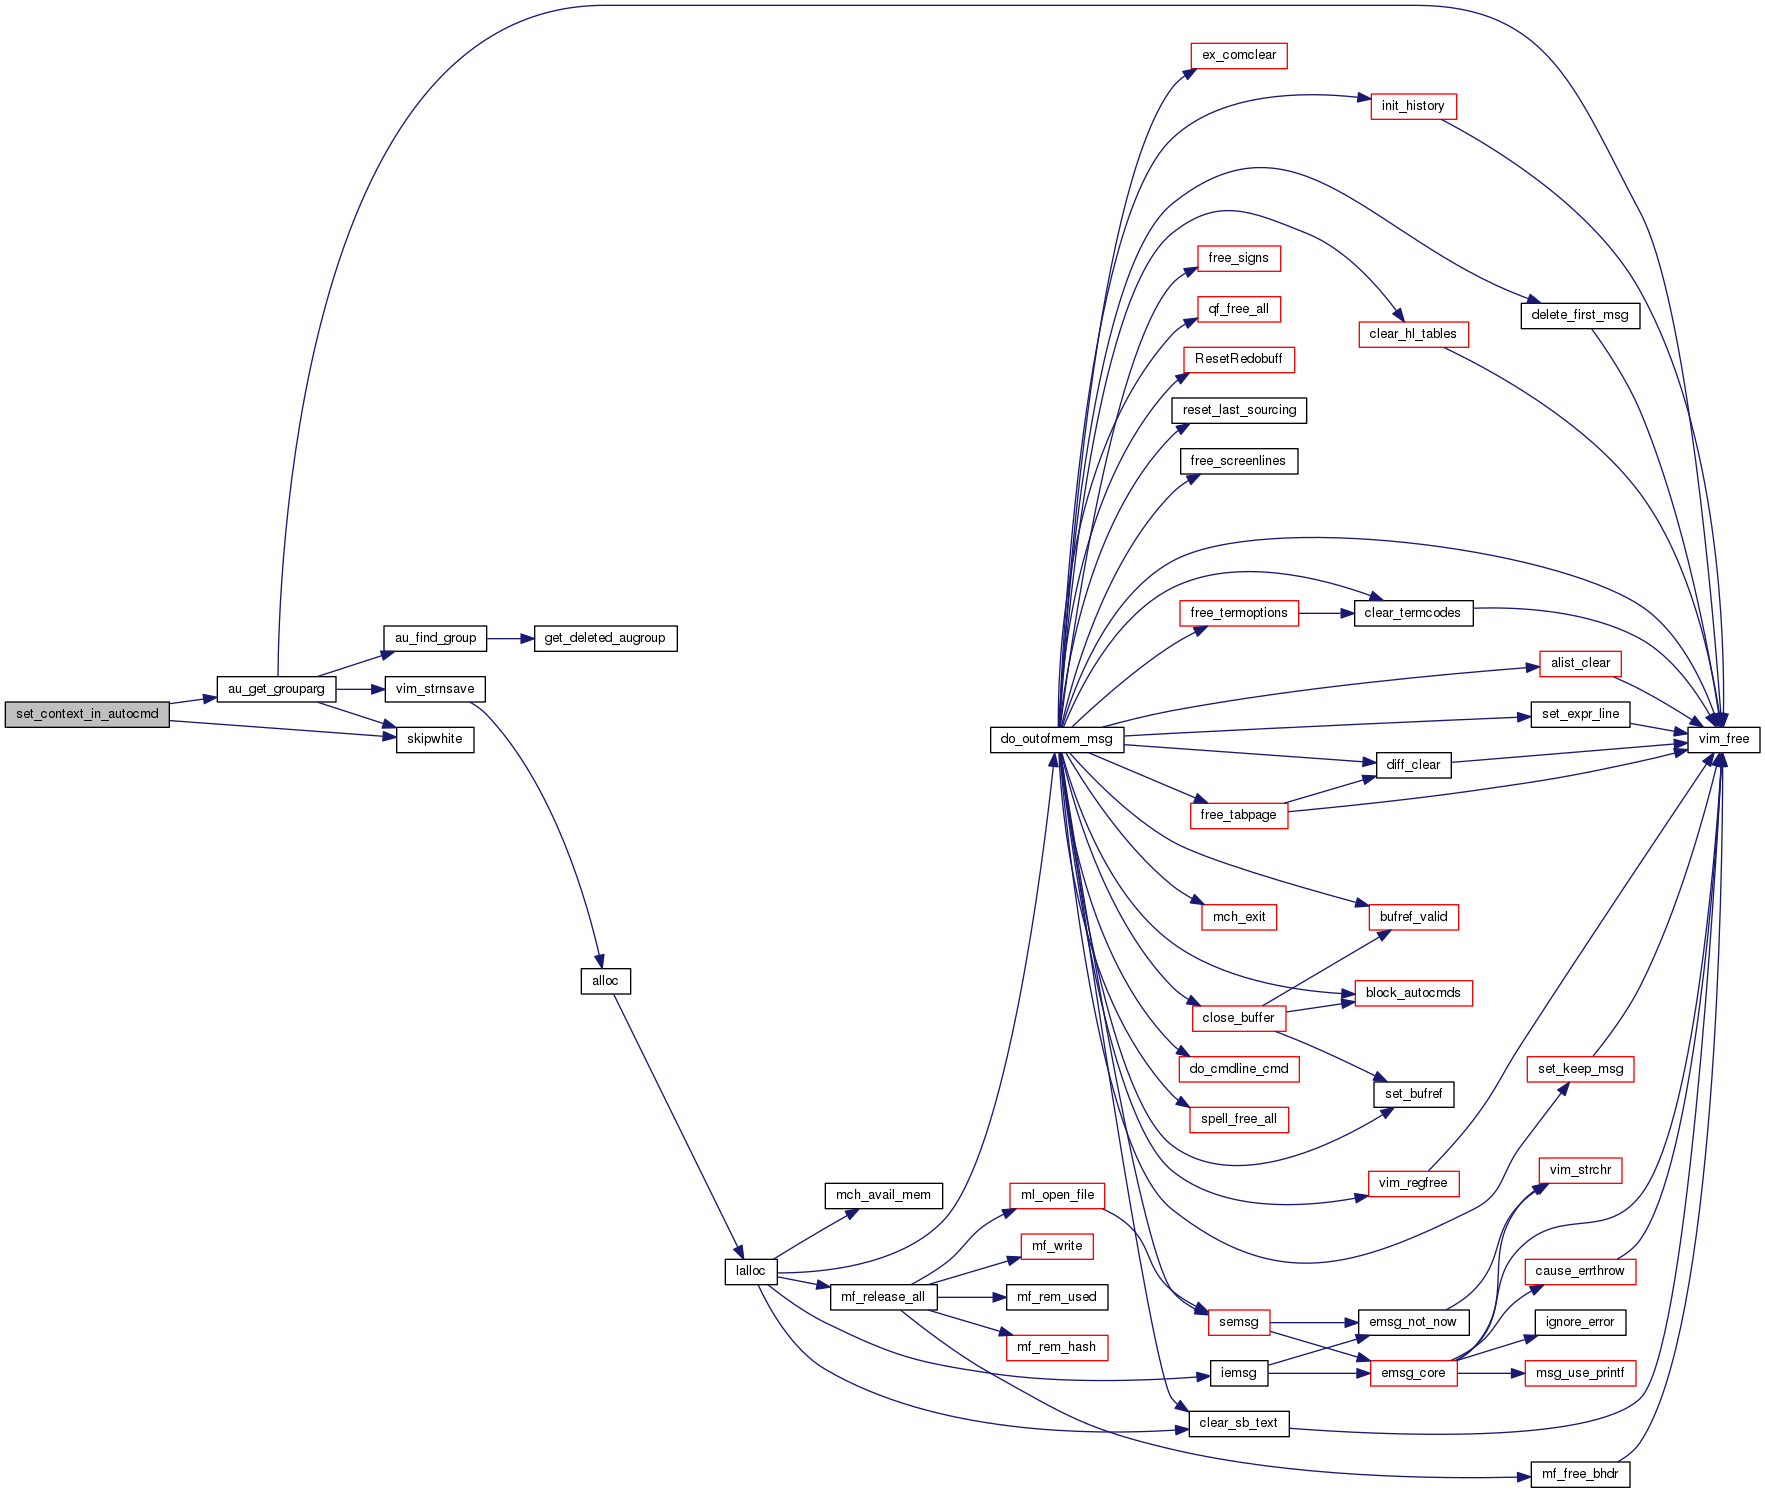 ex_comclear
init_history
free_signs
qf_free_all
delete_first_msg
clear_hl_tables
ResetRedobuff
reset_last_sourcing
free_screenlines
free_termoptions
clear_termcodes
au_find_group
get_deleted_augroup
alist_clear
au_get_grouparg
vim_strnsave
set_context_in_autocmd
set_expr_line
skipwhite
do_outofmem_msg
vim_free
diff_clear
free_tabpage
mch_exit
bufref_valid
alloc
block_autocmds
close_buffer
do_cmdline_cmd
set_keep_msg
set_bufref
spell_free_all
vim_strchr
vim_regfree
mch_avail_mem
ml_open_file
mf_write
lalloc
cause_errthrow
mf_release_all
mf_rem_used
semsg
emsg_not_now
ignore_error
mf_rem_hash
iemsg
emsg_core
msg_use_printf
clear_sb_text
mf_free_bhdr